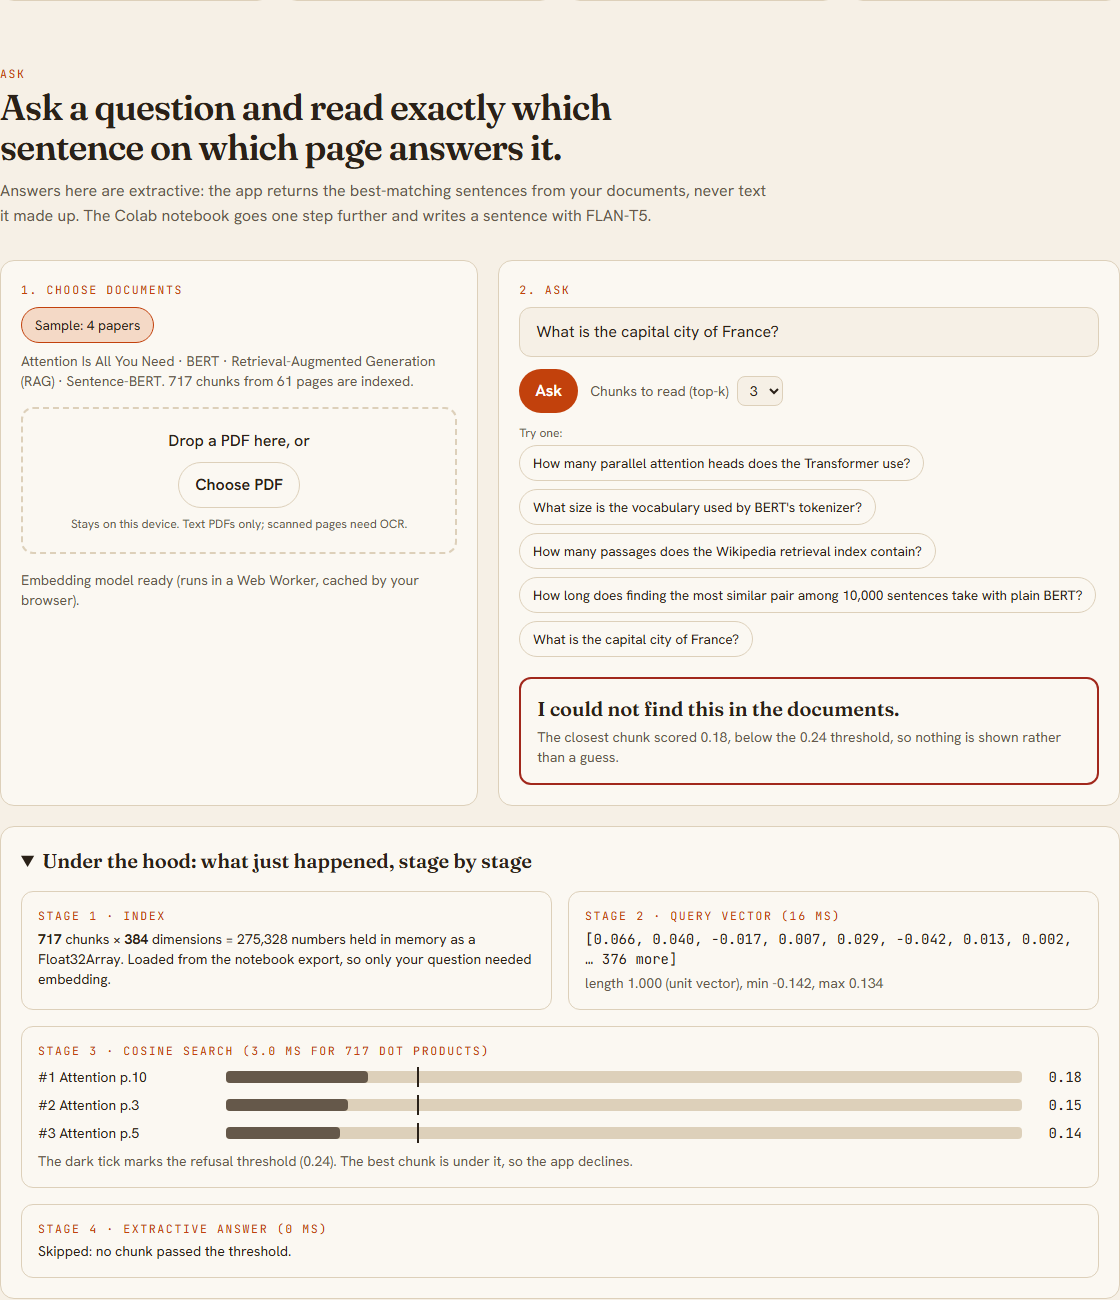 ASK
Ask a question and read exactly which
sentence on which page answers it.
Answers here are extractive: the app returns the best-matching sentences from your documents, never text
it made up. The Colab notebook goes one step further and writes a sentence with FLAN-T5.
1. CHOOSE DOCUMENTS
Sample: 4 papers
Attention Is All You Need · BERT · Retrieval-Augmented Generation
(RAG) · Sentence-BERT. 717 chunks from 61 pages are indexed.
Drop a PDF here, or
Choose PDF
Stays on this device. Text PDFs only; scanned pages need OCR.
Embedding model ready (runs in a Web Worker, cached by your
browser).
2. ASK
What is the capital city of France?
Ask
Chunks to read (top-k)
3
Try one:
How many parallel attention heads does the Transformer use?
What size is the vocabulary used by BERT's tokenizer?
How many passages does the Wikipedia retrieval index contain?
How long does finding the most similar pair among 10,000 sentences take with plain BERT?
What is the capital city of France?
I could not find this in the documents.
The closest chunk scored 0.18, below the 0.24 threshold, so nothing is shown rather
than a guess.
▼ Under the hood: what just happened, stage by stage
STAGE 1 · INDEX
717 chunks × 384 dimensions = 275,328 numbers held in memory as a
Float32Array. Loaded from the notebook export, so only your question needed
embedding.
STAGE 2 · QUERY VECTOR (16 MS)
[0.066, 0.040, -0.017, 0.007, 0.029, -0.042, 0.013, 0.002,
… 376 more]
length 1.000 (unit vector), min -0.142, max 0.134
STAGE 3 · COSINE SEARCH (3.0 MS FOR 717 DOT PRODUCTS)
#1 Attention p.10 0.18
#2 Attention p.3 0.15
#3 Attention p.5 0.14
The dark tick marks the refusal threshold (0.24). The best chunk is under it, so the app declines.
STAGE 4 · EXTRACTIVE ANSWER (0 MS)
Skipped: no chunk passed the threshold.